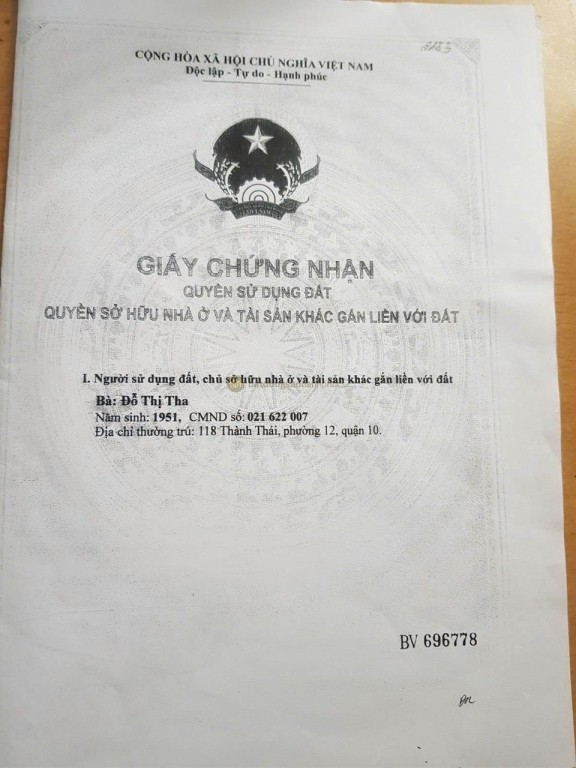 CỘNG HÒA XÃ HỘI CHỦ NGHĨA VIỆT NAM
Độc lập - Tự do - Hạnh phúc
GIẤY CHỨNG NHẬN
QUYỀN SỬ DỤNG ĐẤT
QUYỀN SỞ HỮU NHÀ Ở VÀ TÀI SẢN KHÁC GẮN LIỀN VỚI ĐẤT
I. Người sử dụng đất, chủ sở hữu nhà ở và tài sản khác gắn liền với đất
Bà: Đỗ Thị Tha
Năm sinh: 1951, CMND số: 021 622 007
Địa chỉ thường trú: 118 Thành Thái, phường 12, quận 10.
BV 696778